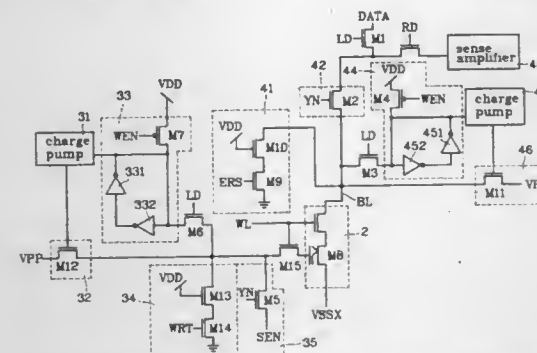 DATA
LD M1 RD
sense amplifier
42 44 VDD
YN M2 M4 WEN
charge pump
31 33 VDD 41
charge pump
WEN M7
VDD
M10
LD
451
452
M3
331
ERS M9
46
332
LD
M6
M11
BL
WL
2
VPP
M12
M15
M8
32
34 VDD M13
YN M5
WRT M14
VSSX
SEN 35